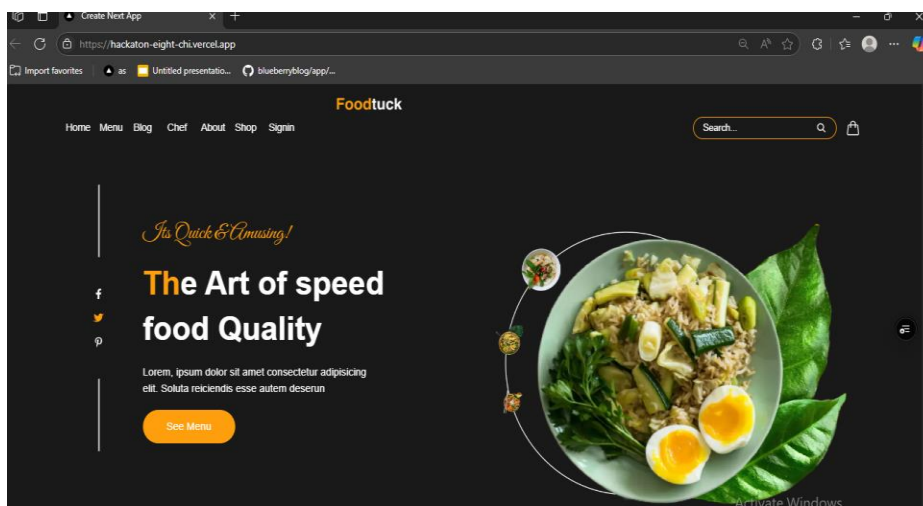 Create Next App
https://hackaton-eight-chi.vercel.app
Import favorites as Untitled presentatio... blueberryblog/app/...
Foodtuck
Home Menu Blog Chef About Shop Signin
Search...
Its Quick & Amusing!
The Art of speed
food Quality
Lorem, ipsum dolor sit amet consectetur adipisicing
elit. Soluta reiciendis esse autem deserun
See Menu
Activate Windows